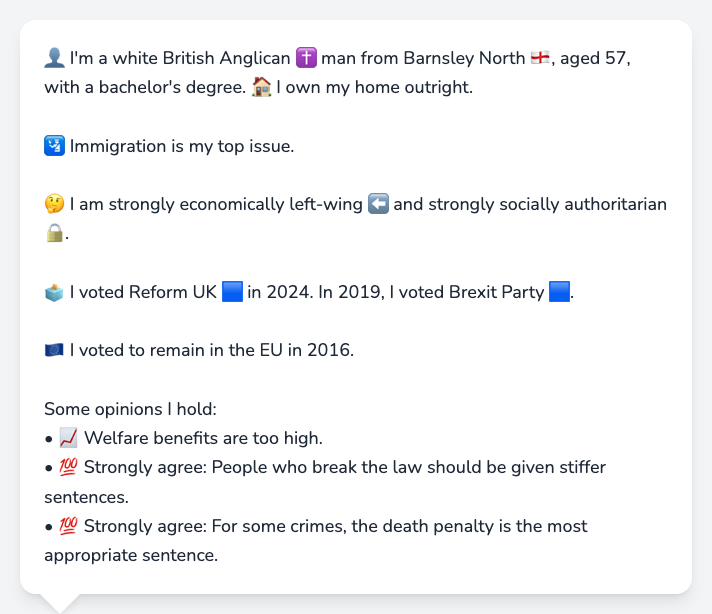 👤 I'm a white British Anglican ✝️ man from Barnsley North 🏴󠁧󠁢󠁥󠁮󠁧󠁿, aged 57,
with a bachelor's degree. 🏠 I own my home outright.
🛂 Immigration is my top issue.
🤔 I am strongly economically left-wing ⬅️ and strongly socially authoritarian
🔒.
🗳️ I voted Reform UK 🟦 in 2024. In 2019, I voted Brexit Party 🟦.
🇪🇺 I voted to remain in the EU in 2016.
Some opinions I hold:
• 📈 Welfare benefits are too high.
• 💯 Strongly agree: People who break the law should be given stiffer
sentences.
• 💯 Strongly agree: For some crimes, the death penalty is the most
appropriate sentence.